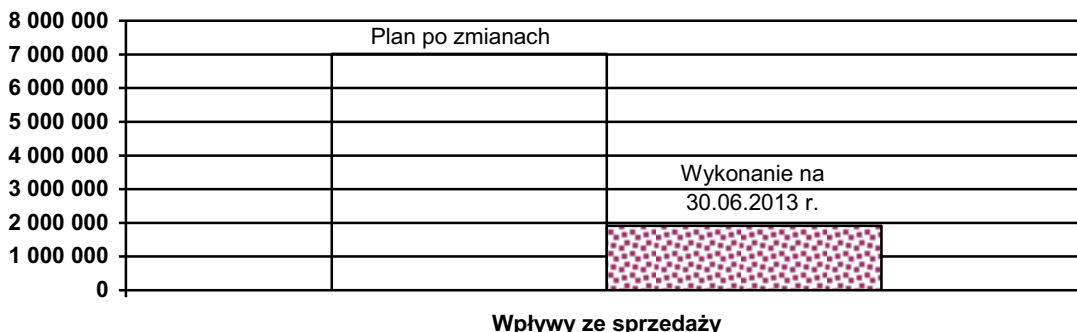 8 000 000
Plan po zmianach
7 000 000
6 000 000
5 000 000
4 000 000
Wykonanie na
3 000 000
30.06.2013 r.
2 000 000
1 000 000
0
Wpływy ze sprzedaży